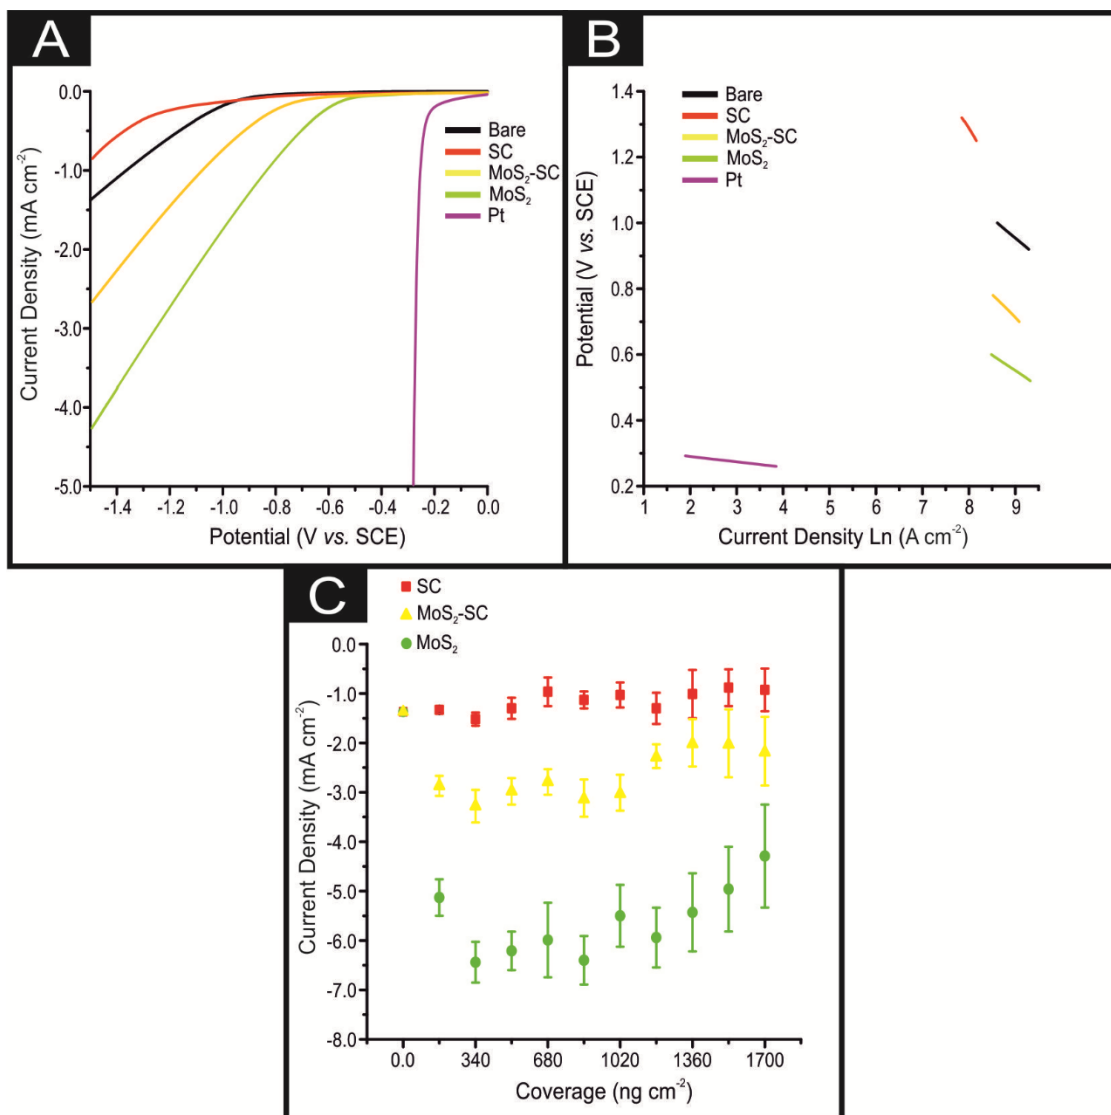 A
Current Density (mA cm⁻²)
0.0
-1.0
-2.0
-3.0
-4.0
-5.0
Bare
SC
MoS₂-SC
MoS₂
Pt
-1.4 -1.2 -1.0 -0.8 -0.6 -0.4 -0.2 0.0
Potential (V vs. SCE)
B
Potential (V vs. SCE)
1.4
1.2
1.0
0.8
0.6
0.4
0.2
Bare
SC
MoS₂-SC
MoS₂
Pt
1 2 3 4 5 6 7 8 9
Current Density Ln (A cm⁻²)
C
SC
MoS₂-SC
MoS₂
Current Density (mA cm⁻²)
0.0
-1.0
-2.0
-3.0
-4.0
-5.0
-6.0
-7.0
-8.0
0.0 340 680 1020 1360 1700
Coverage (ng cm⁻²)